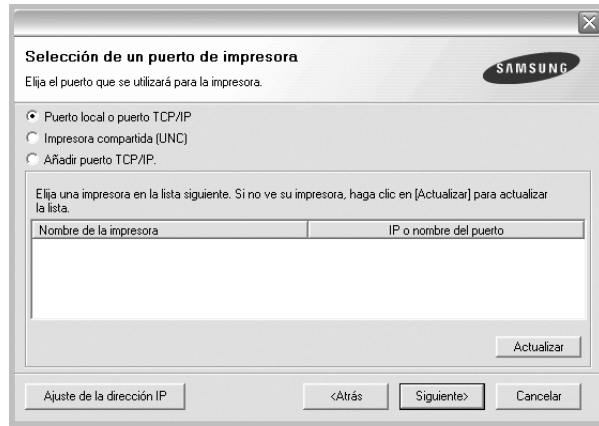 Selección de un puerto de impresora
Elija el puerto que se utilizará para la impresora.
SAMSUNG
Puerto local o puerto TCP/IP
Impresora compartida (UNC)
Añadir puerto TCP/IP.
Elija una impresora en la lista siguiente. Si no ve su impresora, haga clic en [Actualizar] para actualizar
la lista.
Nombre de la impresora IP o nombre del puerto
Actualizar
Ajuste de la dirección IP <Atrás Siguiente> Cancelar